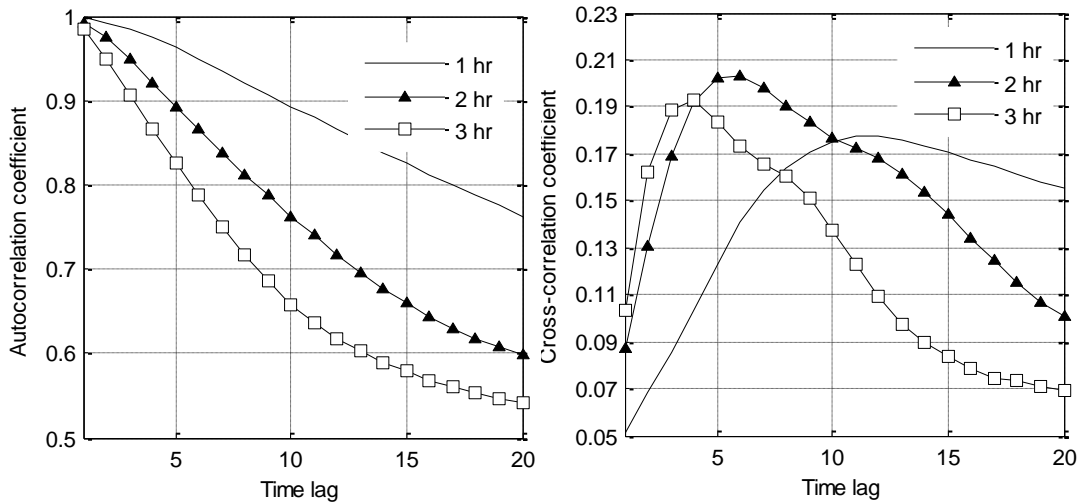 1
0.9
0.8
0.7
0.6
0.5
Autocorrelation coefficient
5
10
15
20
Time lag
1 hr
2 hr
3 hr
0.23
0.21
0.19
0.17
0.15
0.13
0.11
0.09
0.07
0.05
Cross-correlation coefficient
5
10
15
20
Time lag
1 hr
2 hr
3 hr